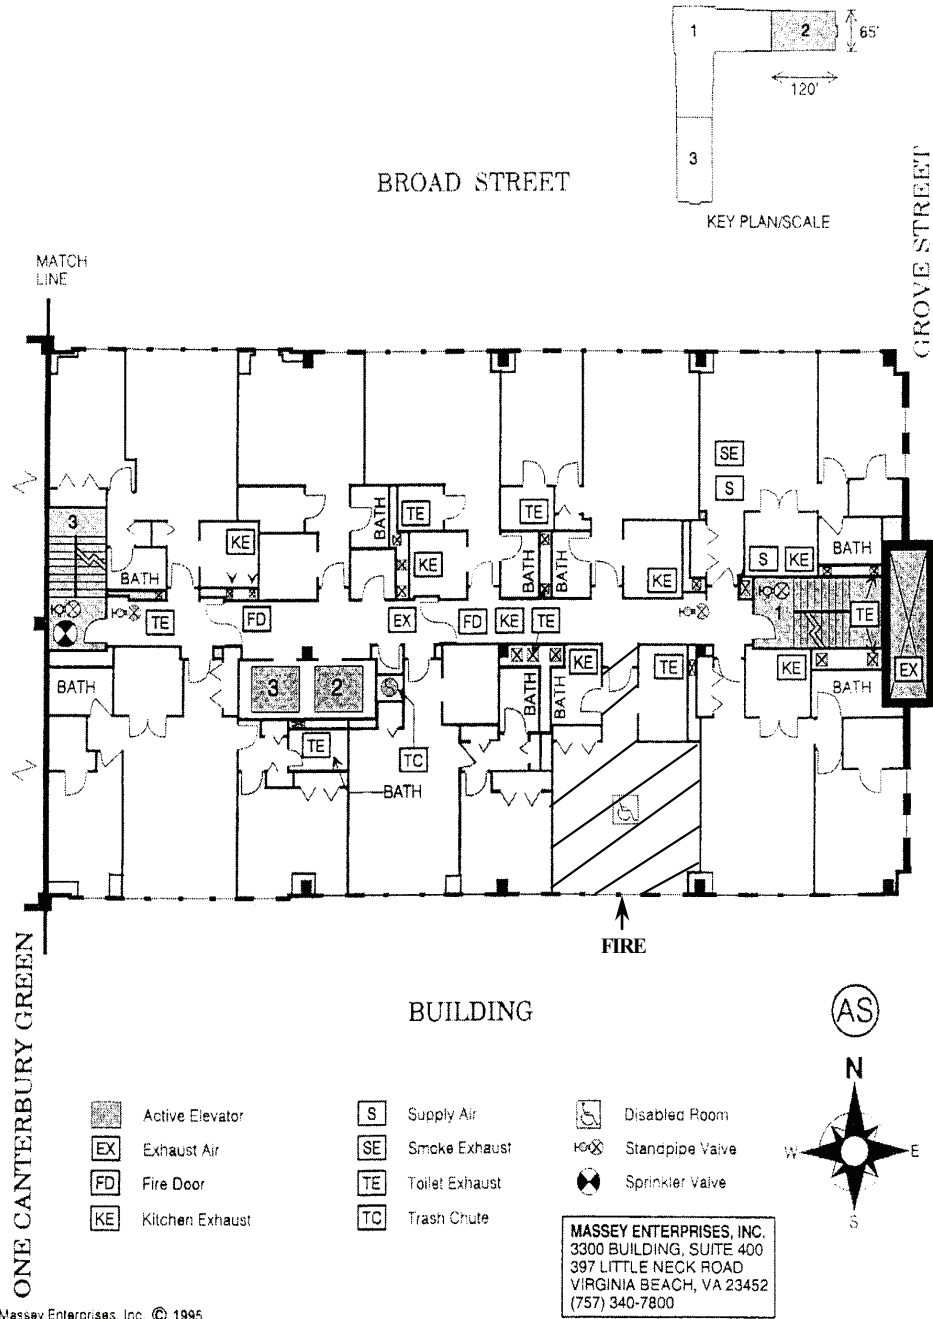 1
2
65'
120'
3
KEY PLAN/SCALE
BROAD STREET
GROVE STREET
MATCH
LINE
SE
S
3
BATH
TE
TE
KE
KE
BATH
BATH
BATH
KE
S
KE
BATH
1
TE
FD
EX
FD
KE
TE
TE
BATH
3
2
BATH
BATH
KE
TE
KE
BATH
EX
TE
TC
BATH
FIRE
ONE CANTERBURY GREEN
BUILDING
AS
N
W
E
S
Active Elevator
EX Exhaust Air
FD Fire Door
KE Kitchen Exhaust
S Supply Air
SE Smoke Exhaust
TE Toilet Exhaust
TC Trash Chute
Disabled Room
Standpipe Valve
Sprinkler Valve
MASSEY ENTERPRISES, INC.
3300 BUILDING, SUITE 400
397 LITTLE NECK ROAD
VIRGINIA BEACH, VA 23452
(757) 340-7800
Massey Enterprises, Inc. © 1995